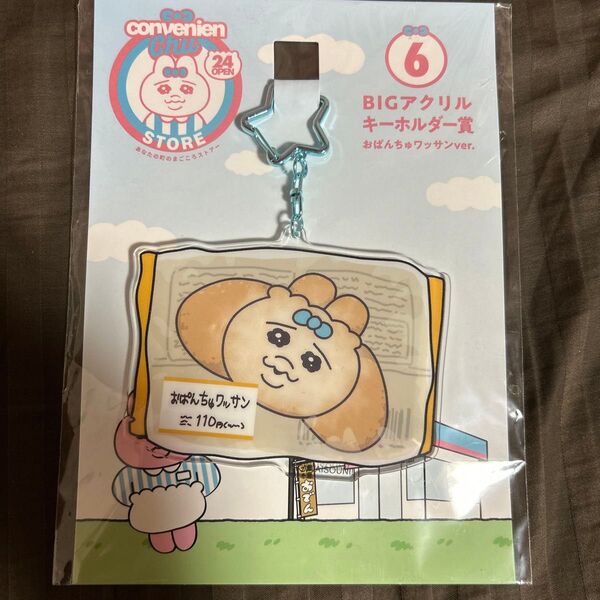 convenien
Chu
24
OPEN
STORE
あなたの町のまごころストアー
6
BIGアクリル
キーホルダー賞
おぱんちゅワッサンver.
おぱんちゅワッサン
110円